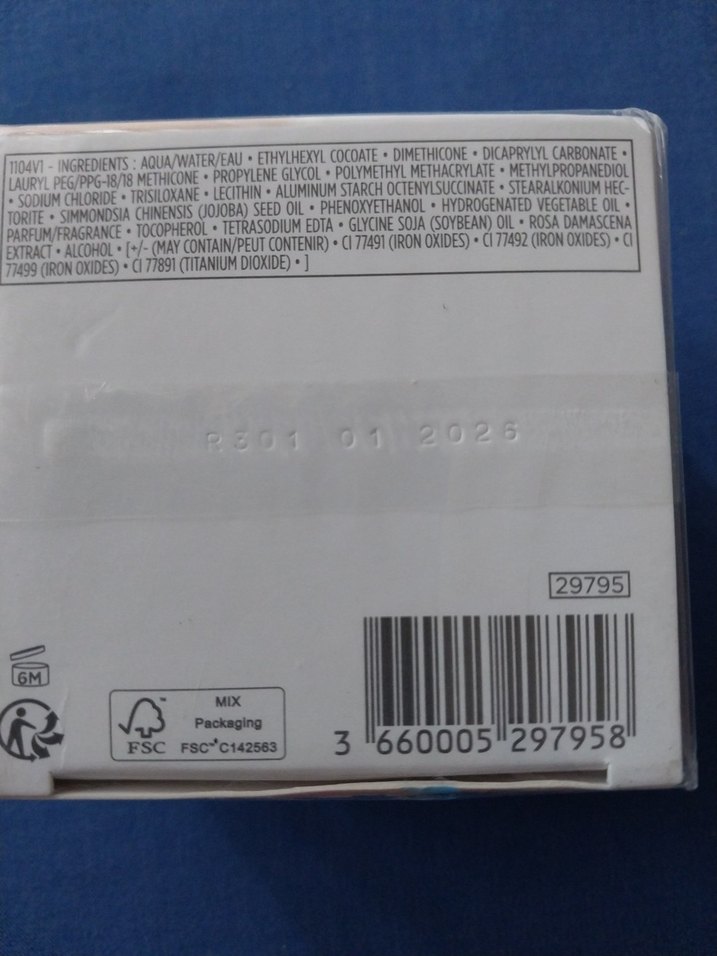 1104V1 - INGREDIENTS : AQUA/WATER/EAU • ETHYLHEXYL COCOATE • DIMETHICONE • DICAPRYLYL CARBONATE •
LAURYL PEG/PPG-18/18 METHICONE • PROPYLENE GLYCOL • POLYMETHYL METHACRYLATE • METHYLPROPANEDIOL
• SODIUM CHLORIDE • TRISILOXANE • LECITHIN • ALUMINUM STARCH OCTENYLSUCCINATE • STEARALKONIUM HEC-
TORITE • SIMMONDSIA CHINENSIS (JOJOBA) SEED OIL • PHENOXYETHANOL • HYDROGENATED VEGETABLE OIL •
PARFUM/FRAGRANCE • TOCOPHEROL • TETRASODIUM EDTA • GLYCINE SOJA (SOYBEAN) OIL • ROSA DAMASCENA
EXTRACT • ALCOHOL • [+/- (MAY CONTAIN/PEUT CONTENIR) • CI 77491 (IRON OXIDES) • CI 77492 (IRON OXIDES) • CI
77499 (IRON OXIDES) • CI 77891 (TITANIUM DIOXIDE) • ]
R301 01 2026
29795
6M
MIX
Packaging
FSC™ C142563
FSC
3 660005 297958